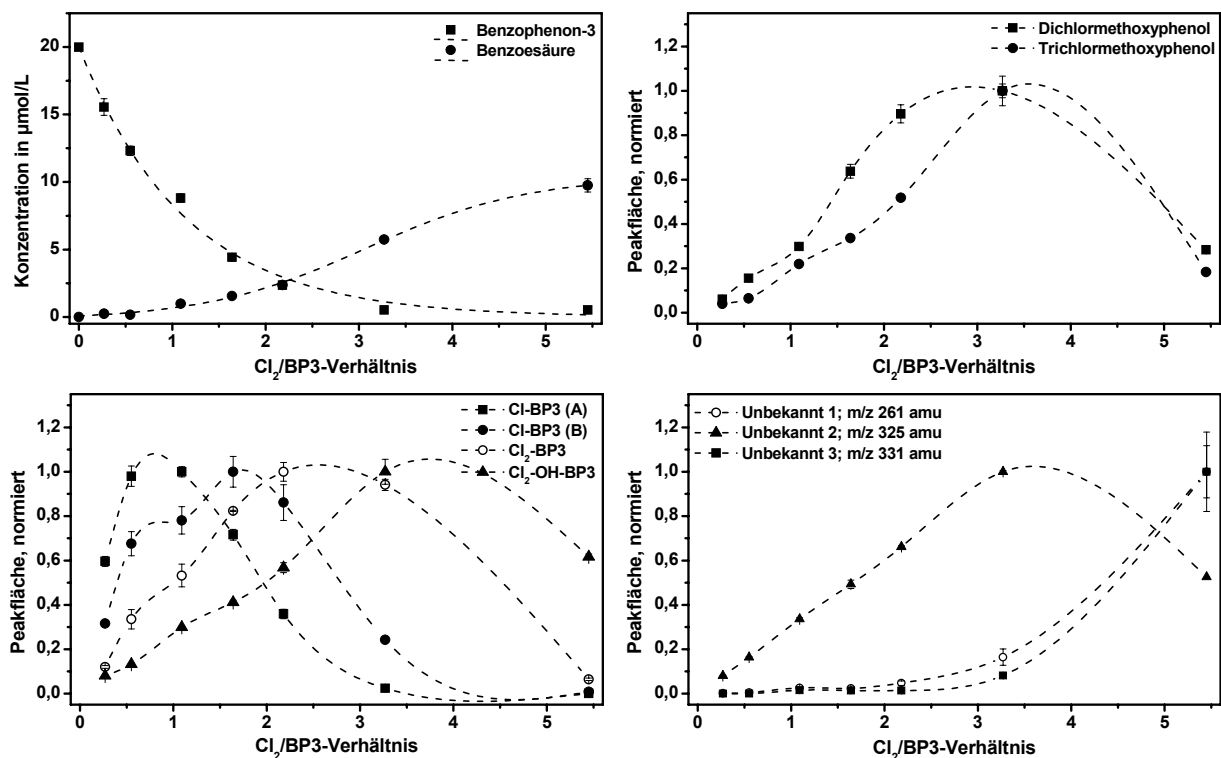 Benzophenon-3
Benzoesäure
Konzentration in µmol/L
20
15
10
5
0
0 1 2 3 4 5
Cl₂/BP3-Verhältnis
Dichlormethoxyphenol
Trichlormethoxyphenol
Peakfläche, normiert
1,2
1,0
0,8
0,6
0,4
0,2
0,0
0 1 2 3 4 5
Cl₂/BP3-Verhältnis
Cl-BP3 (A)
Cl-BP3 (B)
Cl₂-BP3
Cl₂-OH-BP3
Peakfläche, normiert
1,2
1,0
0,8
0,6
0,4
0,2
0,0
0 1 2 3 4 5
Cl₂/BP3-Verhältnis
Unbekannt 1; m/z 261 amu
Unbekannt 2; m/z 325 amu
Unbekannt 3; m/z 331 amu
Peakfläche, normiert
1,2
1,0
0,8
0,6
0,4
0,2
0,0
0 1 2 3 4 5
Cl₂/BP3-Verhältnis